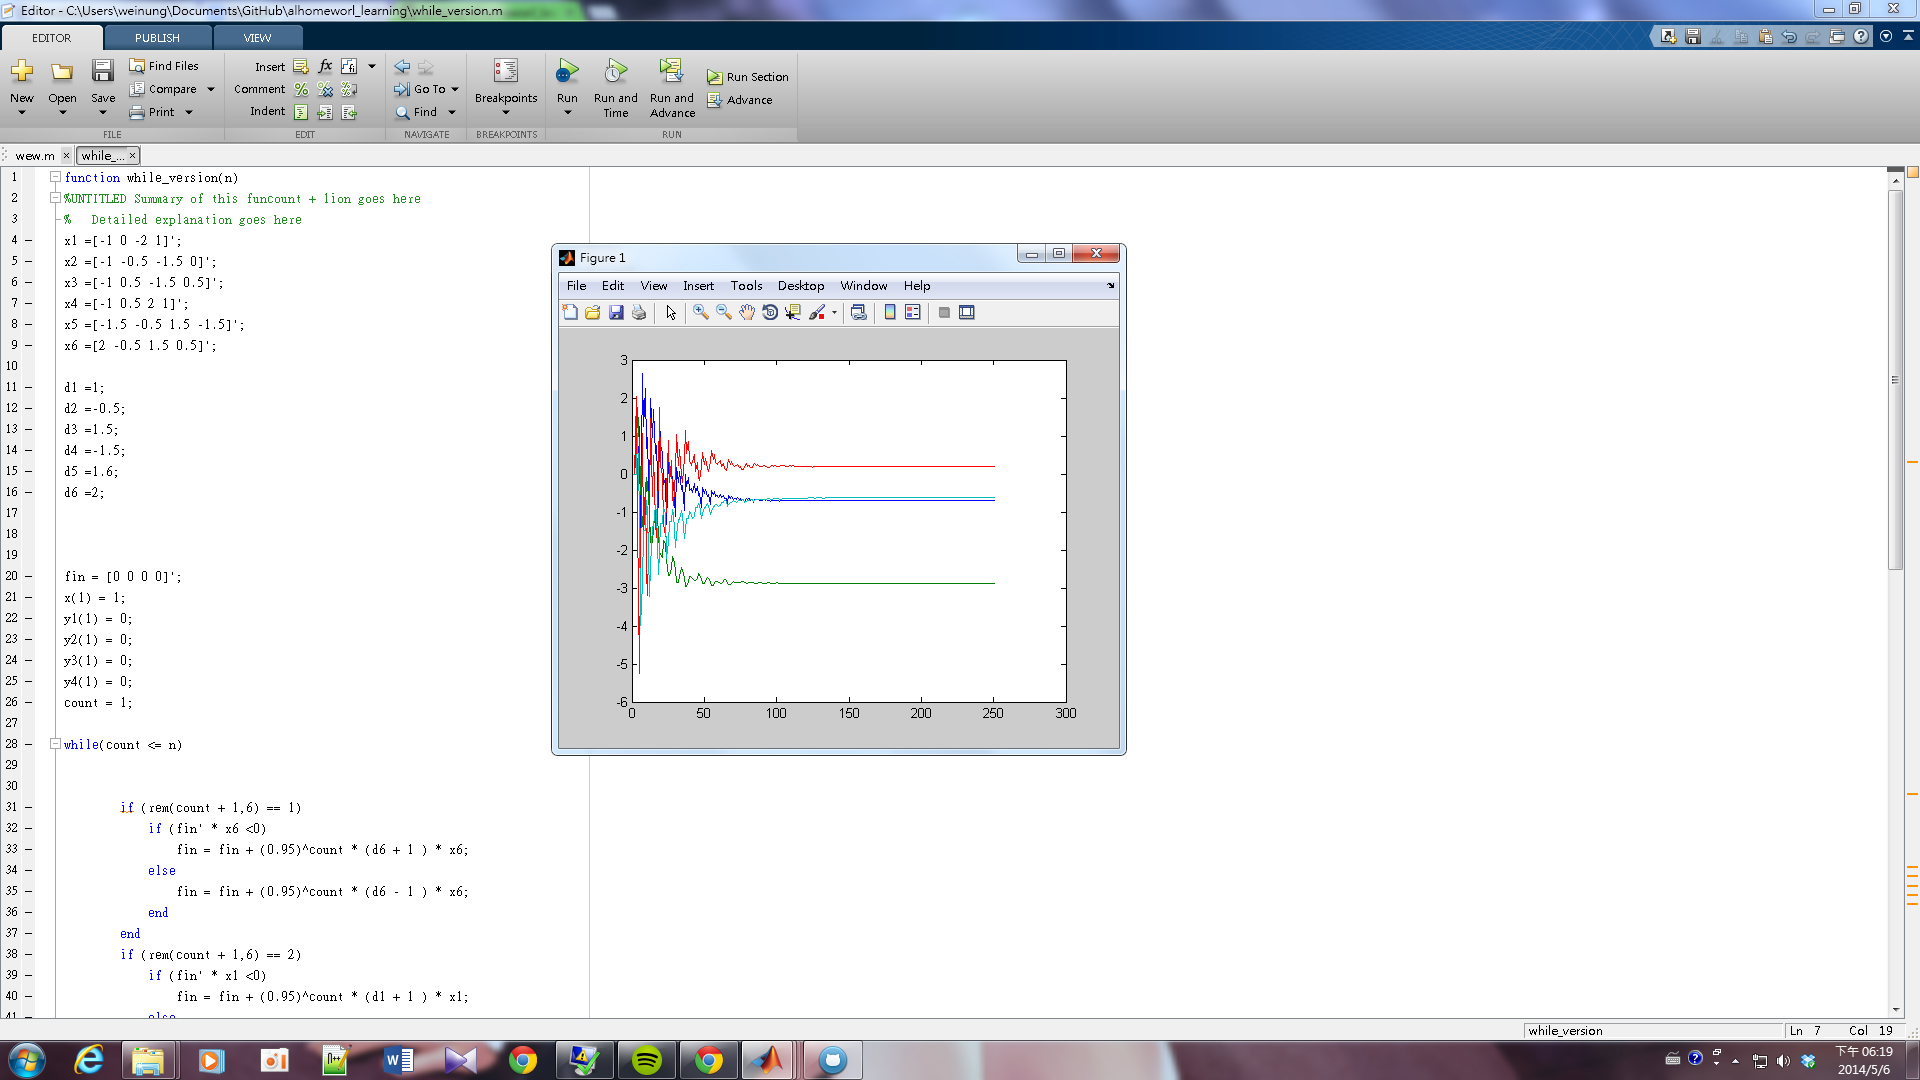 Editor - C:\Users\weinung\Documents\GitHub\alhomeworl_learning\while_version.m
EDITOR PUBLISH VIEW
New Open Save Find Files Compare Print
Insert Comment Indent
Go To Find
Breakpoints
Run Run and Time Run and Advance Run Section Advance
FILE EDIT NAVIGATE BREAKPOINTS RUN
wew.m × while_... ×
1 function while_version(n)
2 %UNTITLED Summary of this funcount + lion goes here
3 % Detailed explanation goes here
4 – x1 =[-1 0 -2 1]';
5 – x2 =[-1 -0.5 -1.5 0]';
6 – x3 =[-1 0.5 -1.5 0.5]';
7 – x4 =[-1 0.5 2 1]';
8 – x5 =[-1.5 -0.5 1.5 -1.5]';
9 – x6 =[2 -0.5 1.5 0.5]';
10
11 – d1 =1;
12 – d2 =-0.5;
13 – d3 =1.5;
14 – d4 =-1.5;
15 – d5 =1.6;
16 – d6 =2;
17
18
19
20 – fin = [0 0 0 0]';
21 – x(1) = 1;
22 – y1(1) = 0;
23 – y2(1) = 0;
24 – y3(1) = 0;
25 – y4(1) = 0;
26 – count = 1;
27
28 – while(count <= n)
29
30
31 – if (rem(count + 1,6) == 1)
32 – if (fin' * x6 <0)
33 – fin = fin + (0.95)^count * (d6 + 1 ) * x6;
34 – else
35 – fin = fin + (0.95)^count * (d6 - 1 ) * x6;
36 – end
37 – end
38 – if (rem(count + 1,6) == 2)
39 – if (fin' * x1 <0)
40 – fin = fin + (0.95)^count * (d1 + 1 ) * x1;
41 – else
Figure 1
File Edit View Insert Tools Desktop Window Help
3
2
1
0
-1
-2
-3
-4
-5
-6
0 50 100 150 200 250 300
while_version Ln 7 Col 19
下午 06:19
2014/5/6